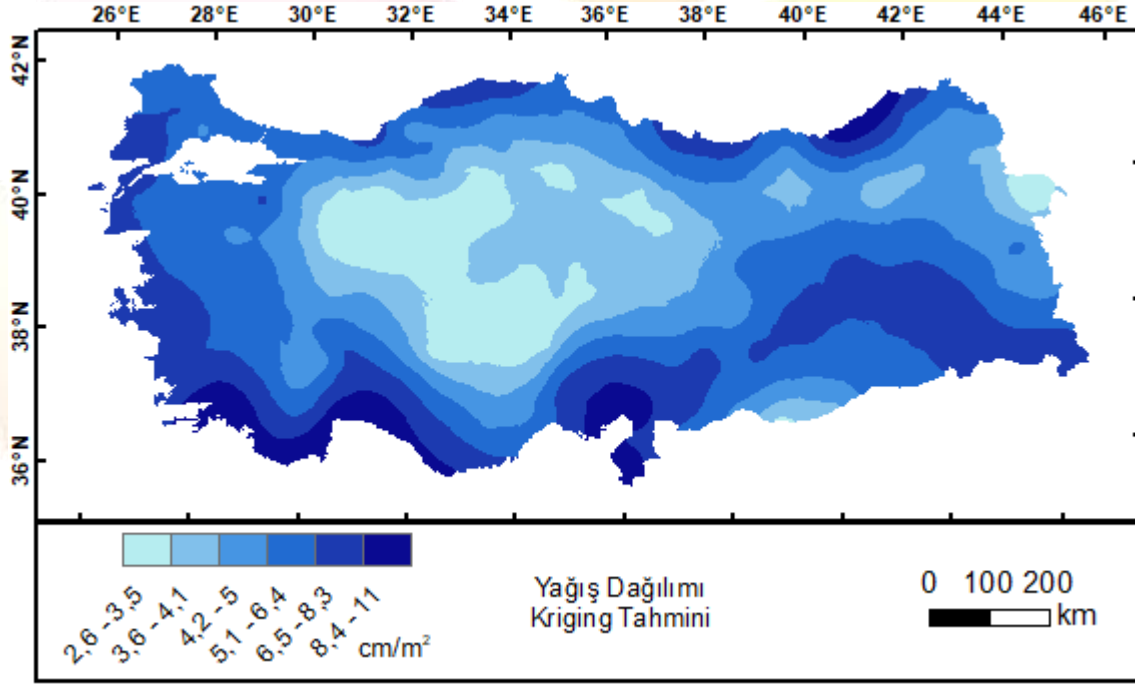 26°E 28°E 30°E 32°E 34°E 36°E 38°E 40°E 42°E 44°E 46°E
42°N
40°N
38°N
36°N
2,6 -3,5
3,6 -4,1
4,2 -5
5,1 -6,4
6,5 -8,3
8,4 -11
cm/m²
Yağış Dağılımı
Kriging Tahmini
0 100 200
km